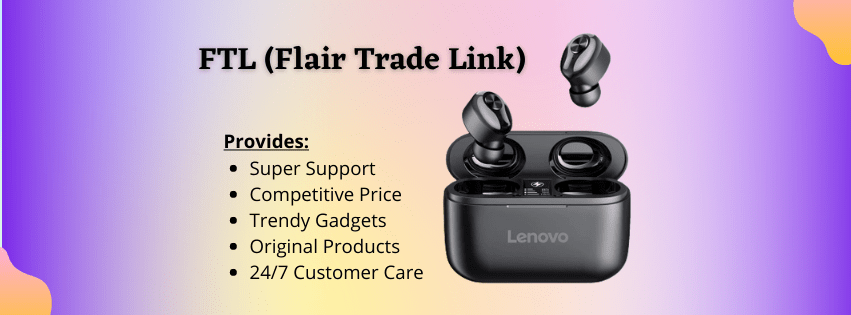 FTL (Flair Trade Link)
Provides:
• Super Support
• Competitive Price
• Trendy Gadgets
• Original Products
• 24/7 Customer Care
Lenovo